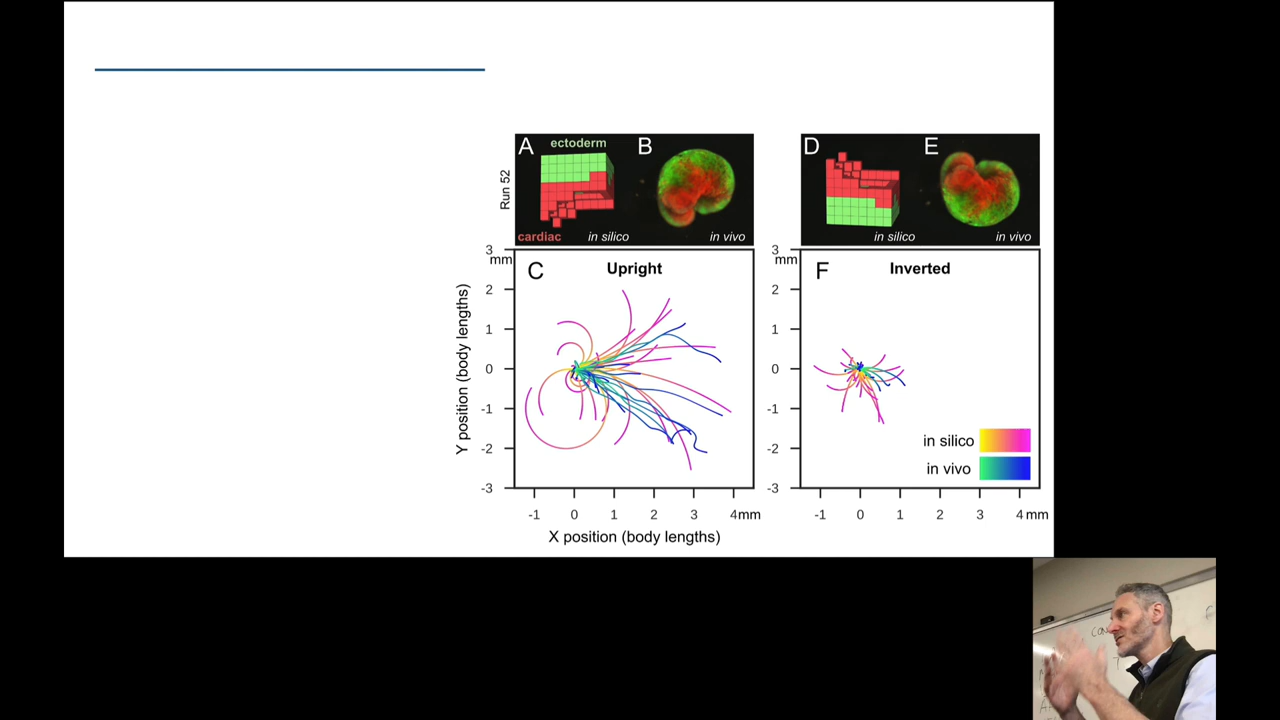 A
ectoderm
B
Run 52
cardiac
in silico
in vivo
D
E
in silico
in vivo
3
mm
2
1
0
-1
-2
-3
C
Upright
Y position (body lengths)
-1
0
1
2
3
4mm
X position (body lengths)
3
mm
2
1
0
-1
-2
-3
F
Inverted
in silico
in vivo
-1
0
1
2
3
4mm